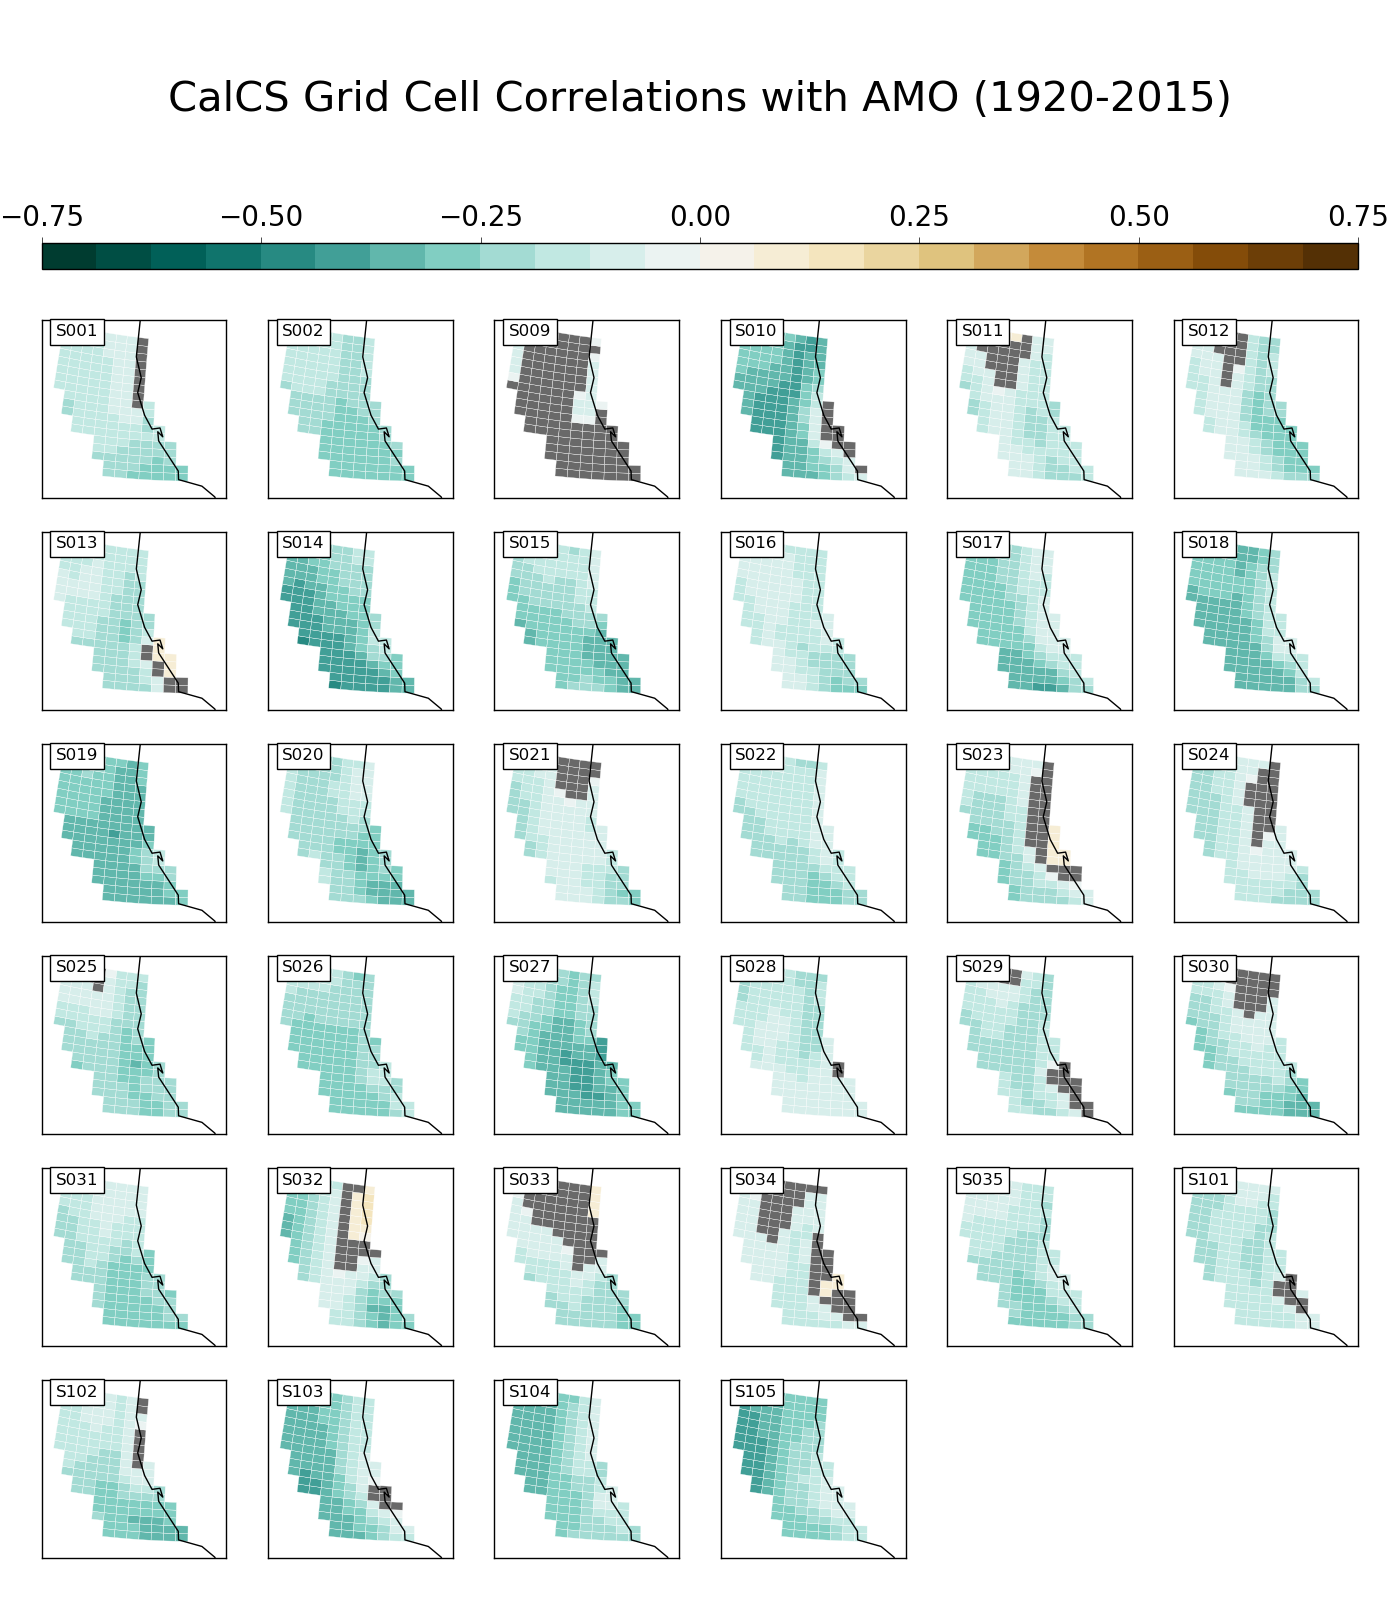 CalCS Grid Cell Correlations with AMO (1920-2015)
−0.75 −0.50 −0.25 0.00 0.25 0.50 0.75
S001 S002 S009 S010 S011 S012
S013 S014 S015 S016 S017 S018
S019 S020 S021 S022 S023 S024
S025 S026 S027 S028 S029 S030
S031 S032 S033 S034 S035 S101
S102 S103 S104 S105